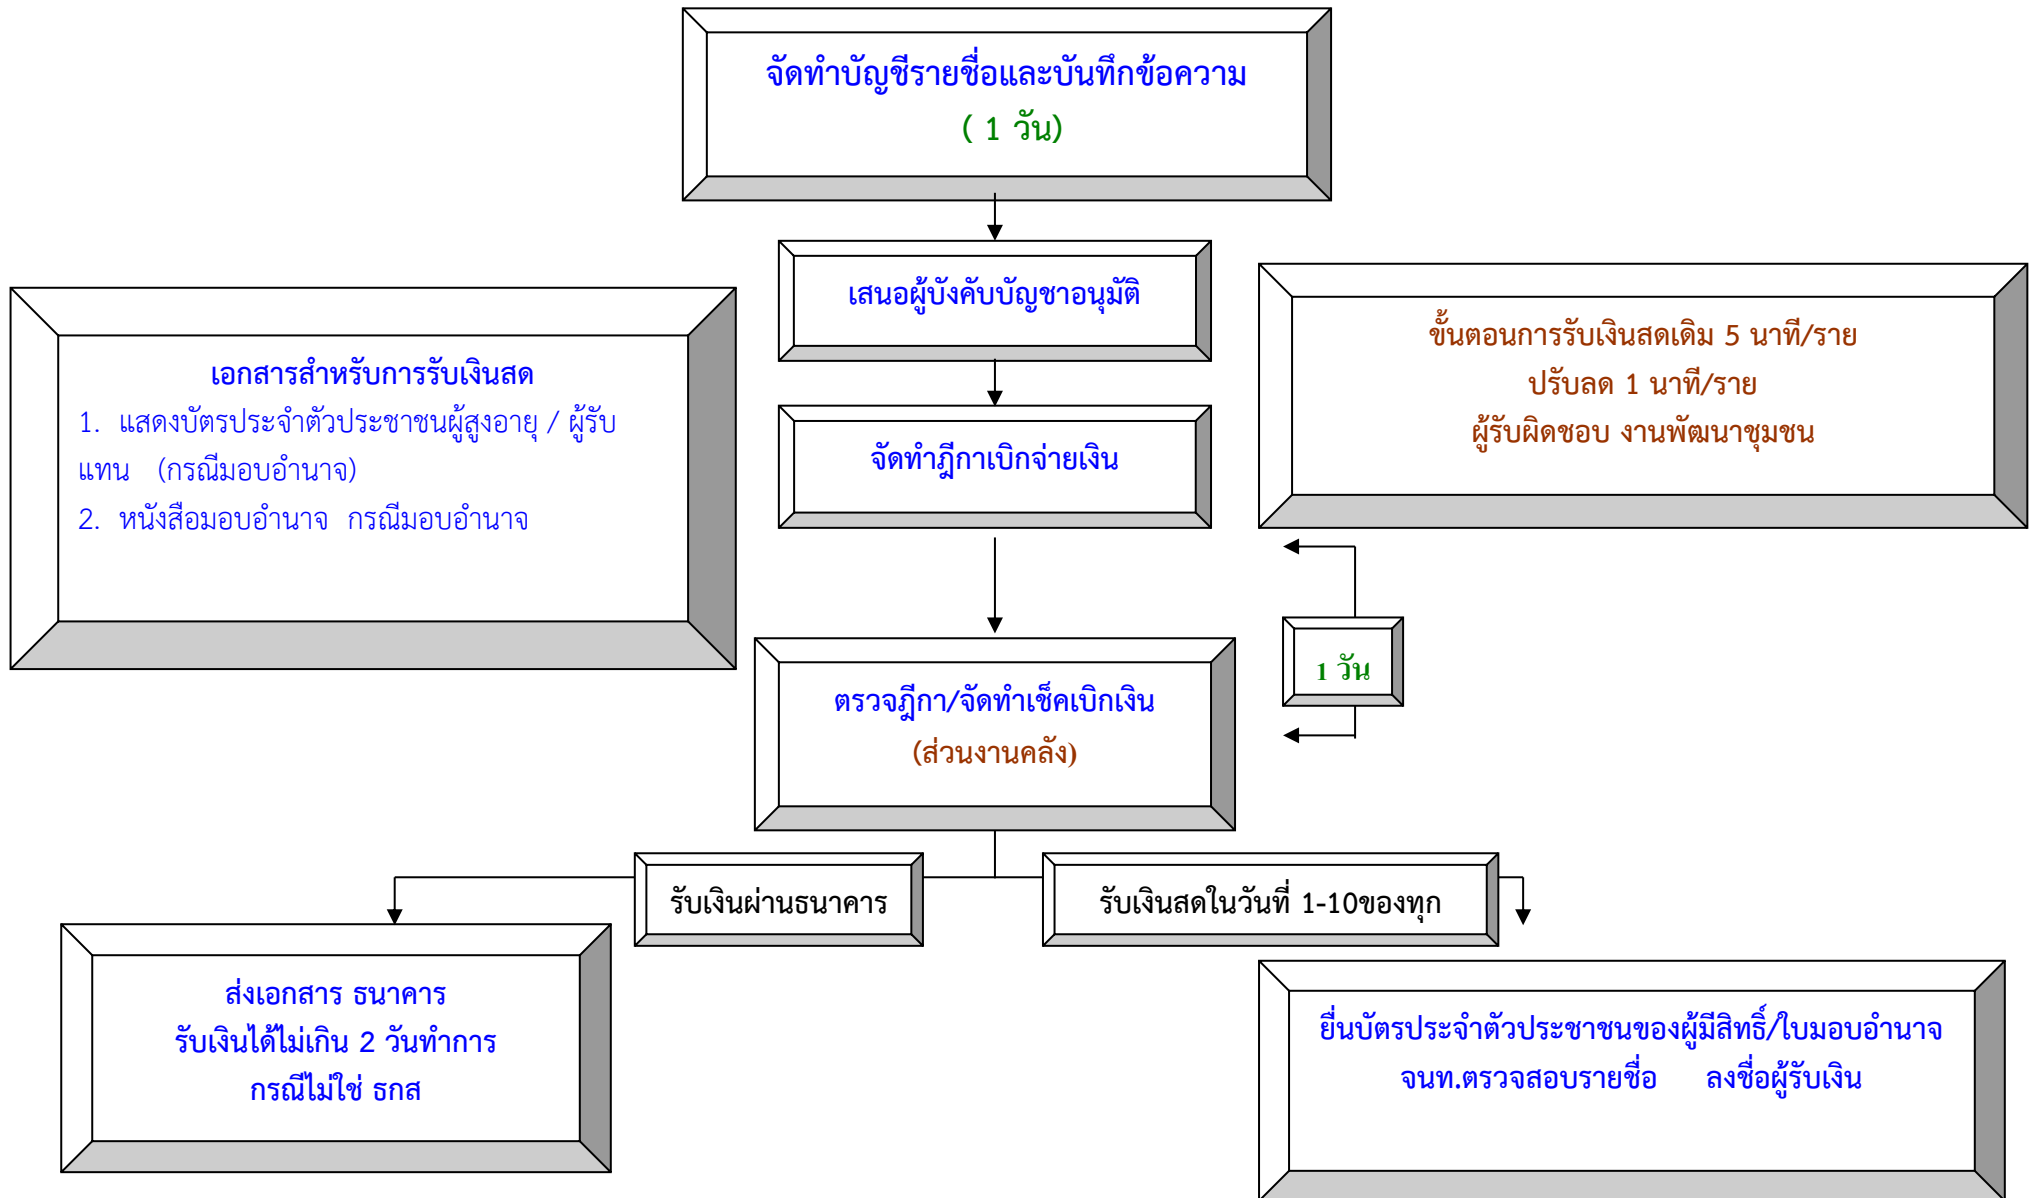 จัดทำบัญชีรายชื่อและบันทึกข้อความ
( 1 วัน)
เสนอผู้บังคับบัญชาอนุมัติ
เอกสารสำหรับการรับเงินสด
1. แสดงบัตรประจำตัวประชาชนผู้สูงอายุ / ผู้รับ
แทน (กรณีมอบอำนาจ)
2. หนังสือมอบอำนาจ กรณีมอบอำนาจ
ขั้นตอนการรับเงินสดเดิม 5 นาที/ราย
ปรับลด 1 นาที/ราย
ผู้รับผิดชอบ งานพัฒนาชุมชน
จัดทำฎีกาเบิกจ่ายเงิน
1 วัน
ตรวจฎีกา/จัดทำเช็คเบิกเงิน
(ส่วนงานคลัง)
รับเงินผ่านธนาคาร
รับเงินสดในวันที่ 1-10ของทุก
ส่งเอกสาร ธนาคาร
รับเงินได้ไม่เกิน 2 วันทำการ
กรณีไม่ใช่ ธกส
ยื่นบัตรประจำตัวประชาชนของผู้มีสิทธิ์/ใบมอบอำนาจ
จนท.ตรวจสอบรายชื่อ ลงชื่อผู้รับเงิน